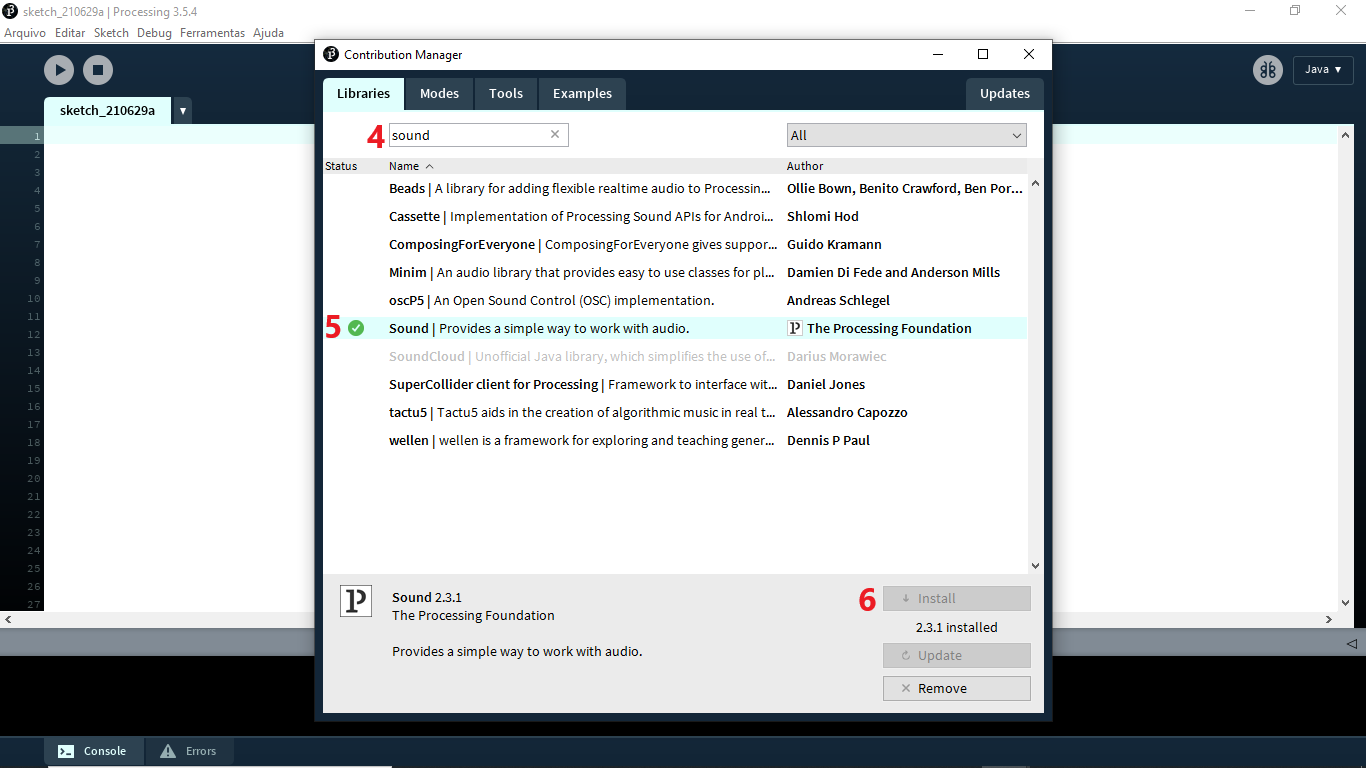 sketch_210629a | Processing 3.5.4
Arquivo Editar Sketch Debug Ferramentas Ajuda
Java ▾
sketch_210629a ▾
1
2
3
4
5
6
7
8
9
10
11
12
13
14
15
16
17
18
19
20
21
22
23
24
25
26
27
Contribution Manager
Libraries Modes Tools Examples Updates
4 sound All
Status Name Author
Beads | A library for adding flexible realtime audio to Processin... Ollie Bown, Benito Crawford, Ben Por...
Cassette | Implementation of Processing Sound APIs for Androi... Shlomi Hod
ComposingForEveryone | ComposingForEveryone gives suppor... Guido Kramann
Minim | An audio library that provides easy to use classes for pl... Damien Di Fede and Anderson Mills
oscP5 | An Open Sound Control (OSC) implementation. Andreas Schlegel
5 Sound | Provides a simple way to work with audio. P The Processing Foundation
SoundCloud | Unofficial Java library, which simplifies the use of... Darius Morawiec
SuperCollider client for Processing | Framework to interface wit... Daniel Jones
tactu5 | Tactu5 aids in the creation of algorithmic music in real t... Alessandro Capozzo
wellen | wellen is a framework for exploring and teaching gener... Dennis P Paul
P
Sound 2.3.1
The Processing Foundation
Provides a simple way to work with audio.
6 Install
2.3.1 installed
Update
Remove
Console Errors